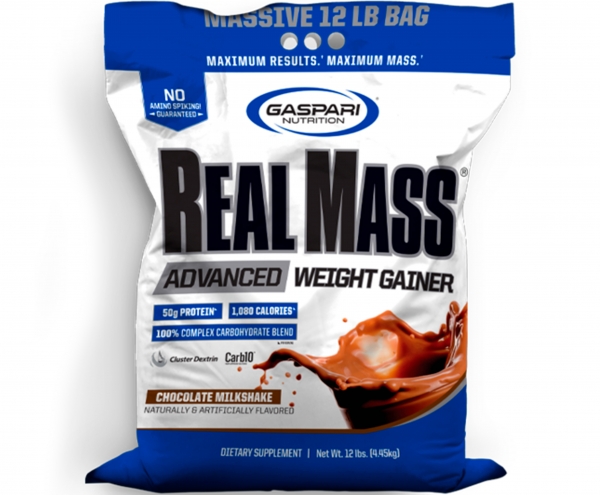 MASSIVE 12 LB BAG
MAXIMUM RESULTS. MAXIMUM MASS.
NO
AMINO SPIKING!
GUARANTEED
GASPARI
NUTRITION
REAL MASS®
ADVANCED WEIGHT GAINER
50g PROTEIN* 1,080 CALORIES*
100% COMPLEX CARBOHYDRATE BLEND
Cluster Dextrin Carb10
CHOCOLATE MILKSHAKE
NATURALLY & ARTIFICIALLY FLAVORED
DIETARY SUPPLEMENT | Net Wt. 12 lbs. (4.45kg)